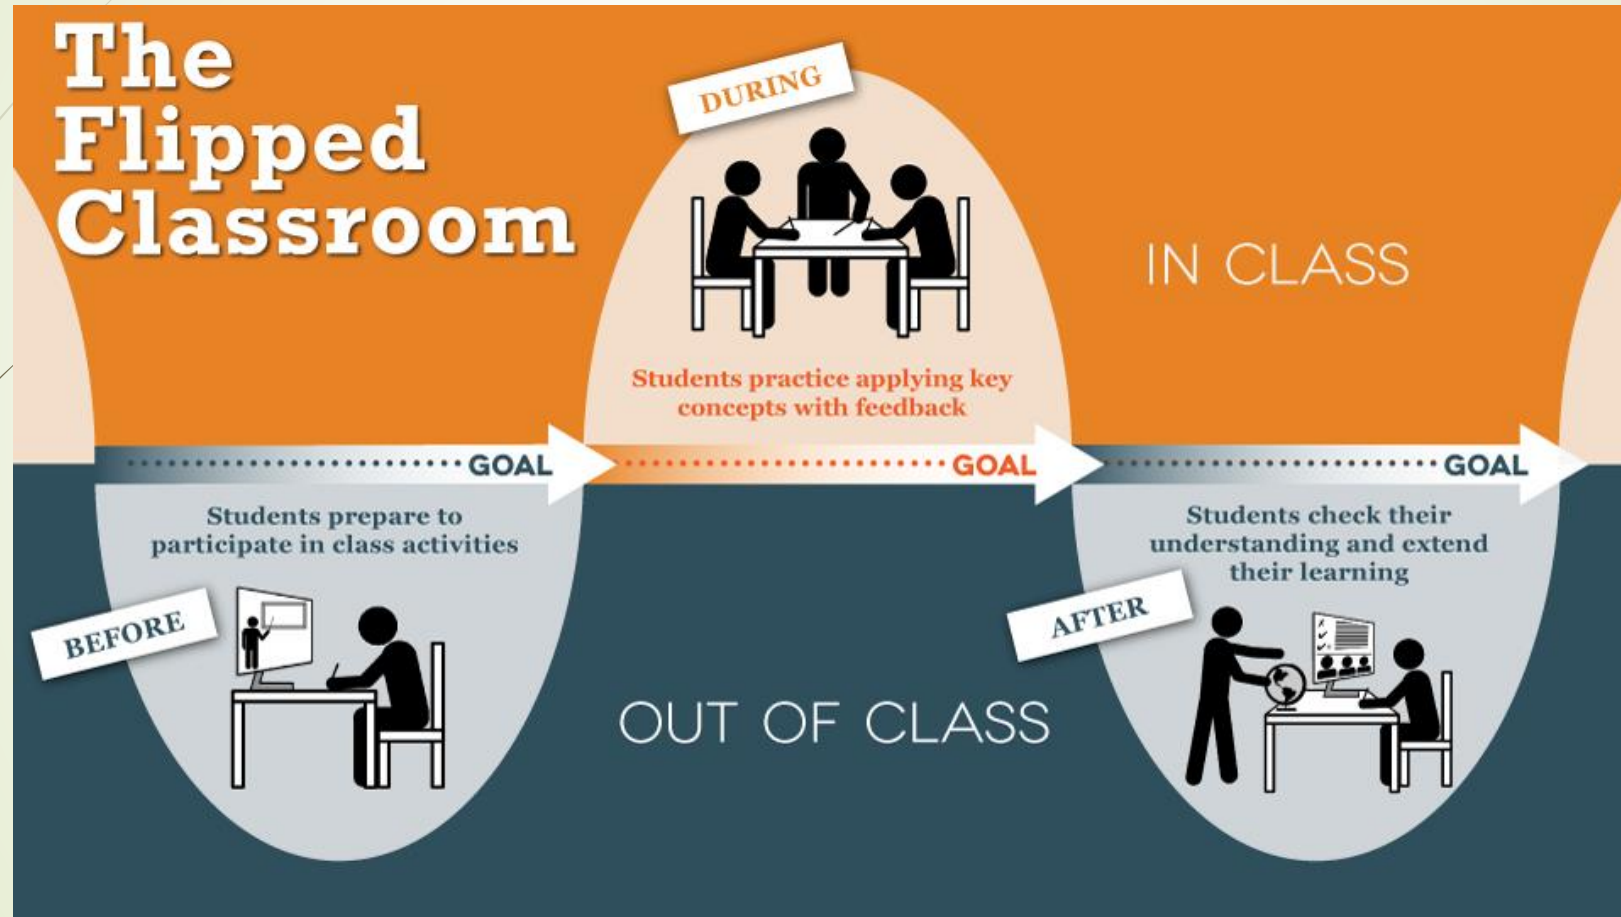 The
Flipped
Classroom
DURING
IN CLASS
Students practice applying key
concepts with feedback
GOAL
GOAL
GOAL
Students prepare to
participate in class activities
BEFORE
Students check their
understanding and extend
their learning
AFTER
OUT OF CLASS